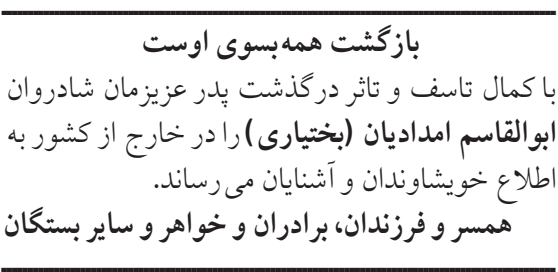 بازگشت همه بسوی اوست
با کمال تاسف و تاثر درگذشت پدر عزیزمان شادروان
ابوالقاسم امدادیان (بختیاری) را در خارج از کشور به
اطلاع خویشاوندان و آشنایان می‌رساند.
همسر و فرزندان، برادران و خواهر و سایر بستگان